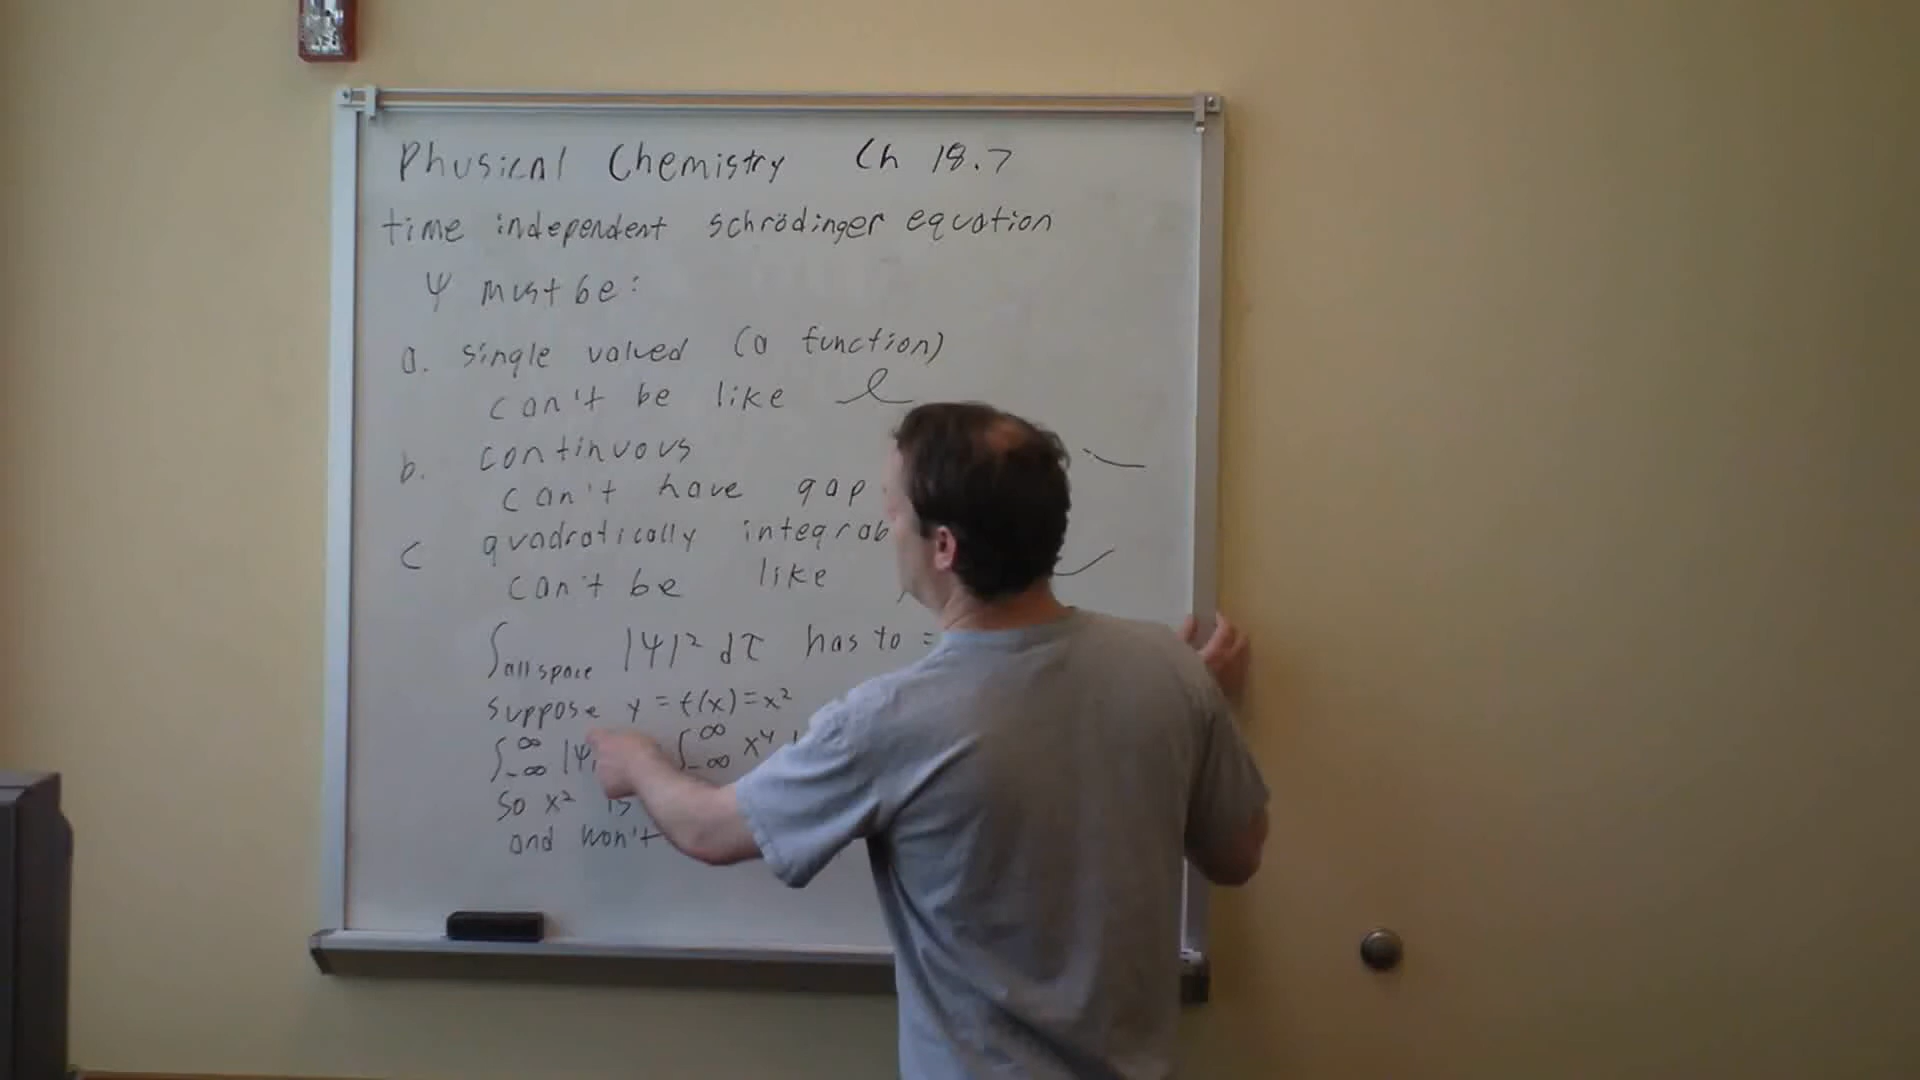 Physical Chemistry Ch 18.7
time independent schrödinger equation
Ψ must be:
a. single valued (a function)
can't be like
b. continuous
can't have gap
c quadratically integrab
can't be like
∫all space |Ψ|² dτ has to =
suppose y = f(x) = x²
∫-∞^∞ |Ψ ∫-∞^∞ x⁴
So x² is
and won't